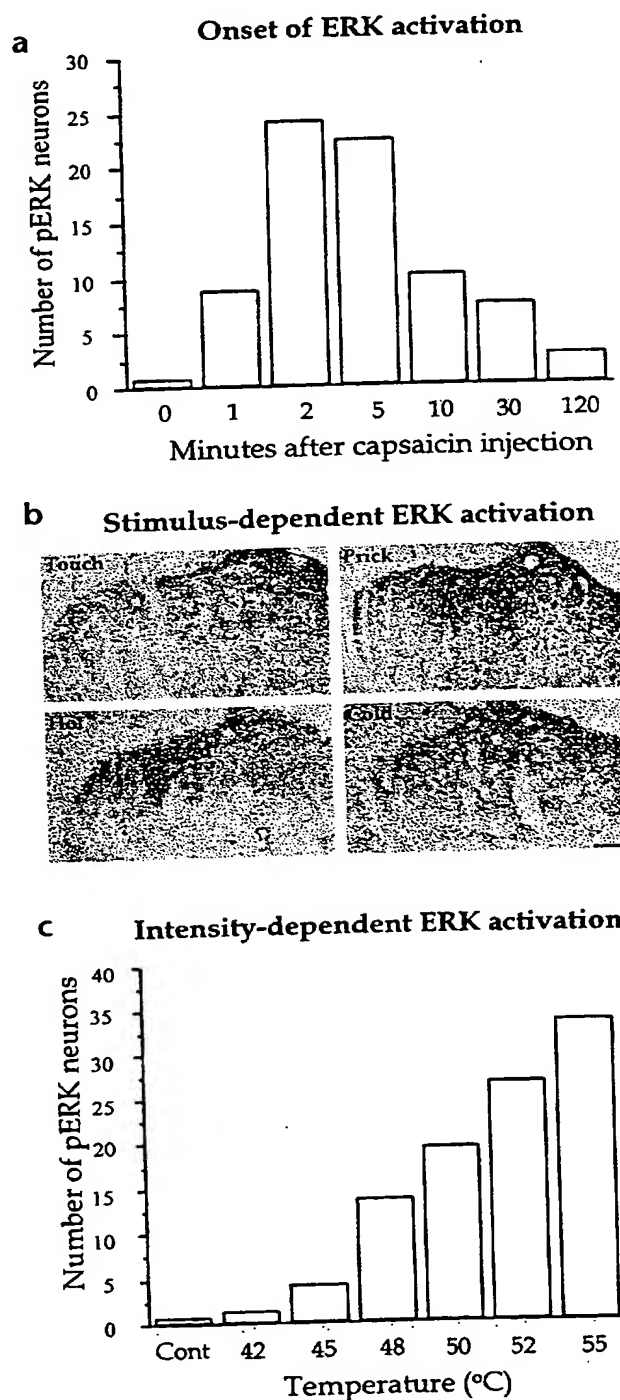 a
Onset of ERK activation
Number of pERK neurons
30
25
20
15
10
5
0
0 1 2 5 10 30 120
Minutes after capsaicin injection
b
Stimulus-dependent ERK activation
Touch Prick
Hot Cold
c
Intensity-dependent ERK activation
Number of pERK neurons
40
35
30
25
20
15
10
5
0
Cont 42 45 48 50 52 55
Temperature (°C)